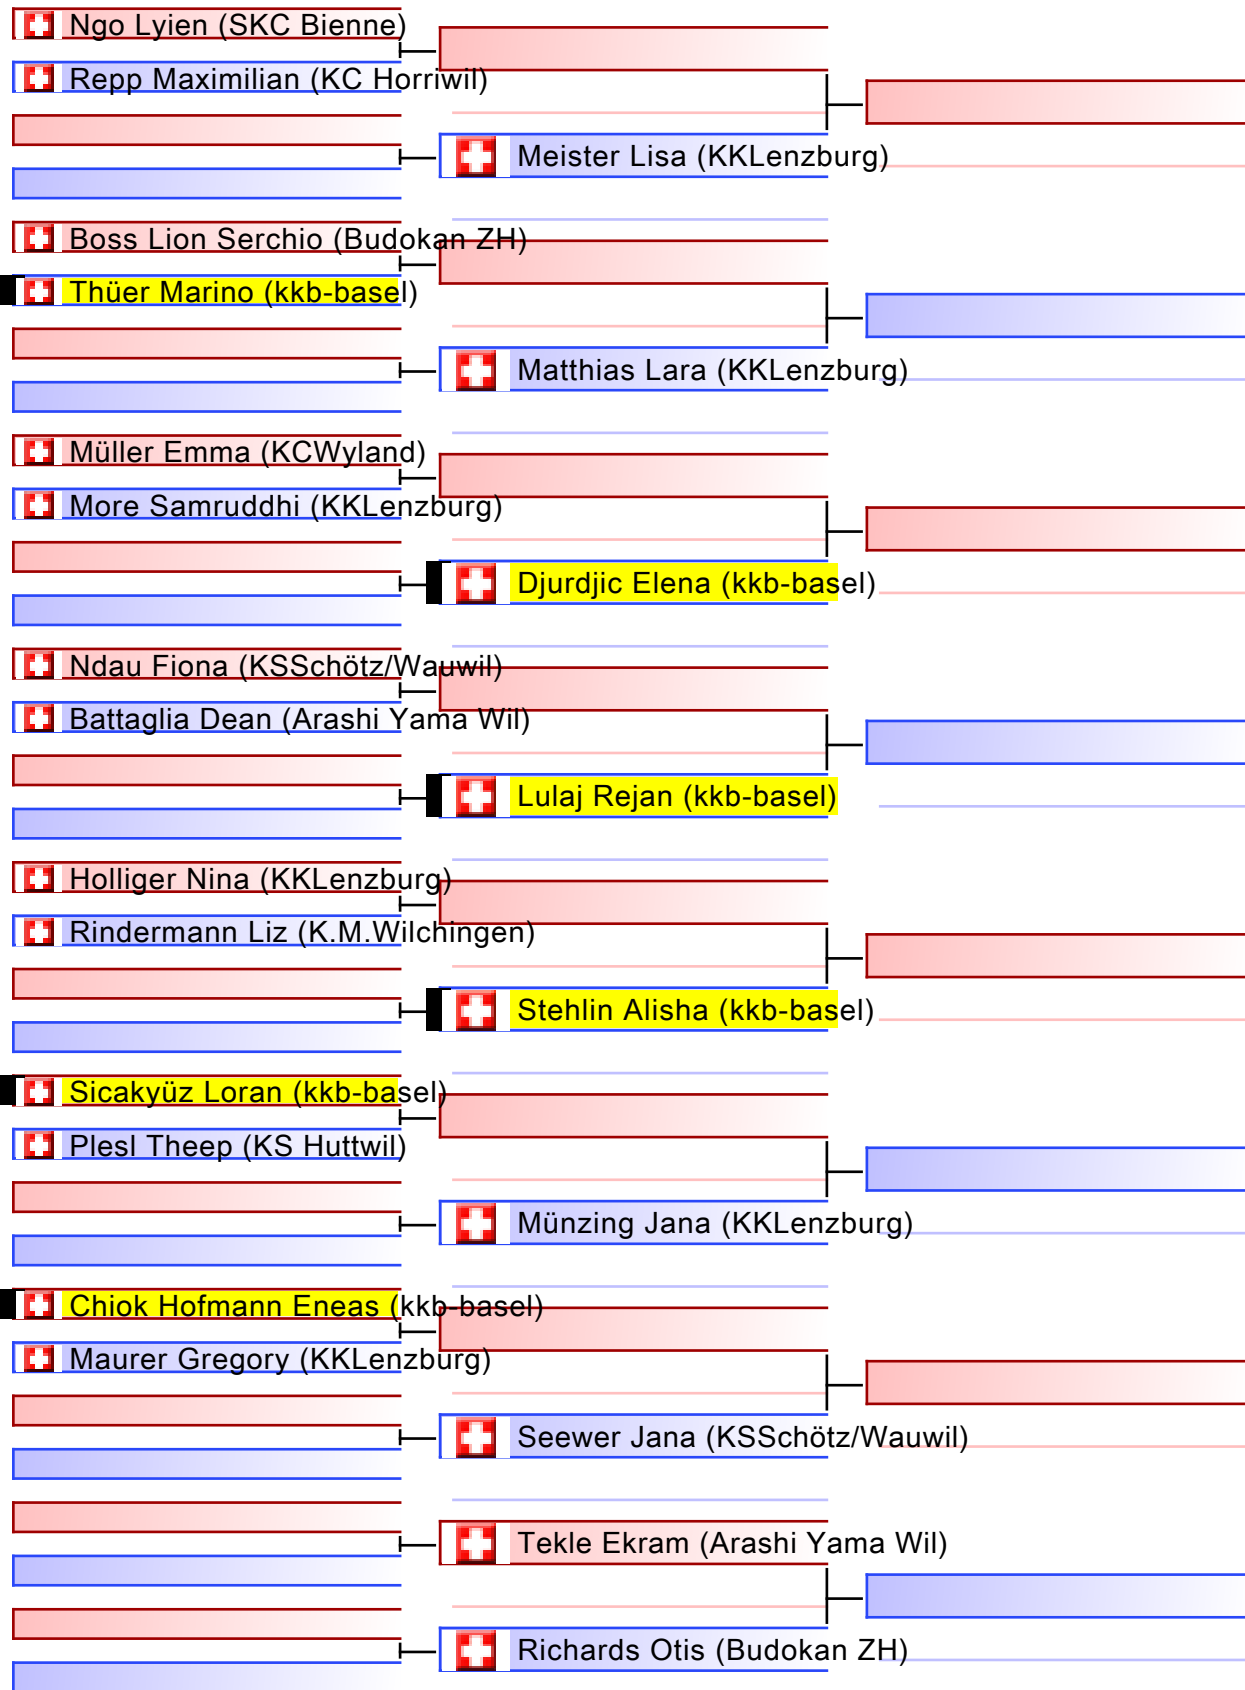 Ngo Lyien (SKC Bienne)
Repp Maximilian (KC Horriwil)
Meister Lisa (KKLenzburg)
Boss Lion Serchio (Budokan ZH)
Thüer Marino (kkb-basel)
Matthias Lara (KKLenzburg)
Müller Emma (KCWyland)
More Samruddhi (KKLenzburg)
Djurdjic Elena (kkb-basel)
Ndau Fiona (KSSchötz/Wauwil)
Battaglia Dean (Arashi Yama Wil)
Lulaj Rejan (kkb-basel)
Holliger Nina (KKLenzburg)
Rindermann Liz (K.M.Wilchingen)
Stehlin Alisha (kkb-basel)
Sicakyüz Loran (kkb-basel)
Plesl Theep (KS Huttwil)
Münzing Jana (KKLenzburg)
Chiok Hofmann Eneas (kkb-basel)
Maurer Gregory (KKLenzburg)
Seewer Jana (KSSchötz/Wauwil)
Tekle Ekram (Arashi Yama Wil)
Richards Otis (Budokan ZH)